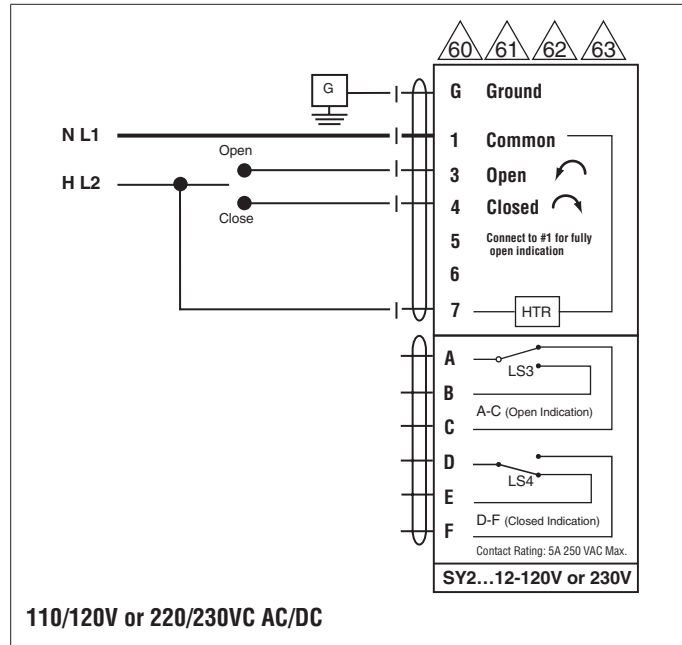 60 61 62 63
G
G Ground
N L1
1 Common
Open
3 Open
H L2
4 Closed
Close
5 Connect to #1 for fully
open indication
6
7 HTR
A
LS3
B
A-C (Open Indication)
C
D
LS4
E
D-F (Closed Indication)
F
Contact Rating: 5A 250 VAC Max.
SY2...12-120V or 230V
110/120V or 220/230VC AC/DC